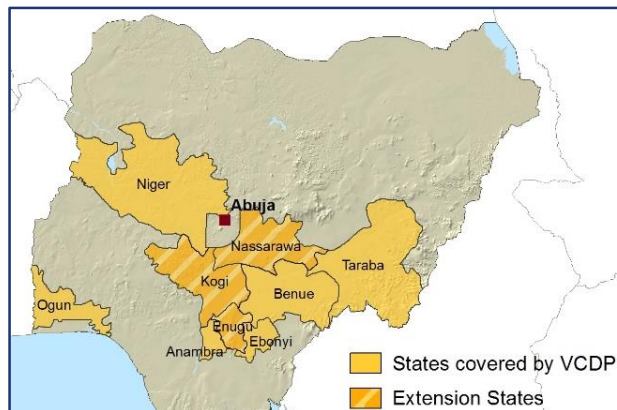 Niger
Abuja
Nassarawa
Taraba
Kogi
Benue
Ogun
Enugu
Ebonyi
Anambra
States covered by VCDP
Extension States